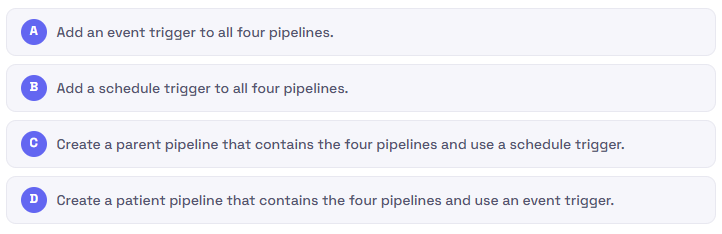 A Add an event trigger to all four pipelines.
B Add a schedule trigger to all four pipelines.
C Create a parent pipeline that contains the four pipelines and use a schedule trigger.
D Create a patient pipeline that contains the four pipelines and use an event trigger.